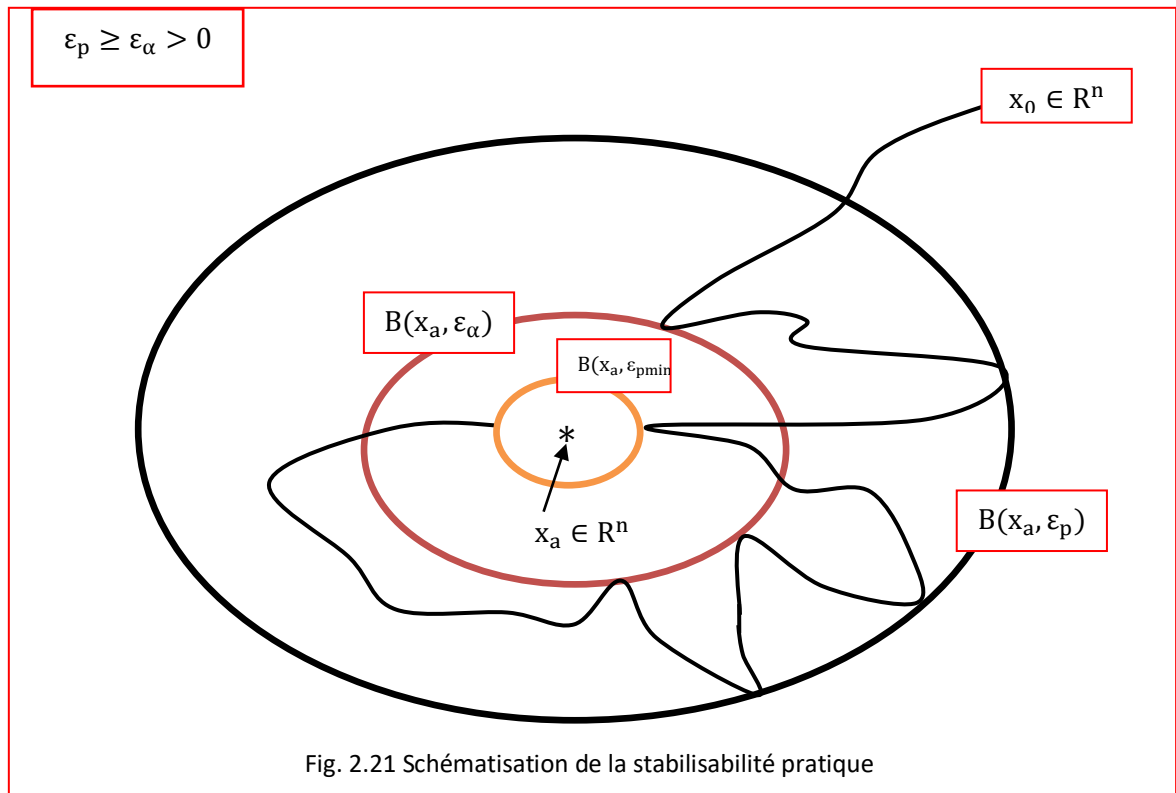 εₚ ≥ εα > 0
x₀ ∈ Rⁿ
B(xₐ, εα)
B(xₐ, εpmin
*
xₐ ∈ Rⁿ
B(xₐ, εₚ)
Fig. 2.21 Schématisation de la stabilisabilité pratique